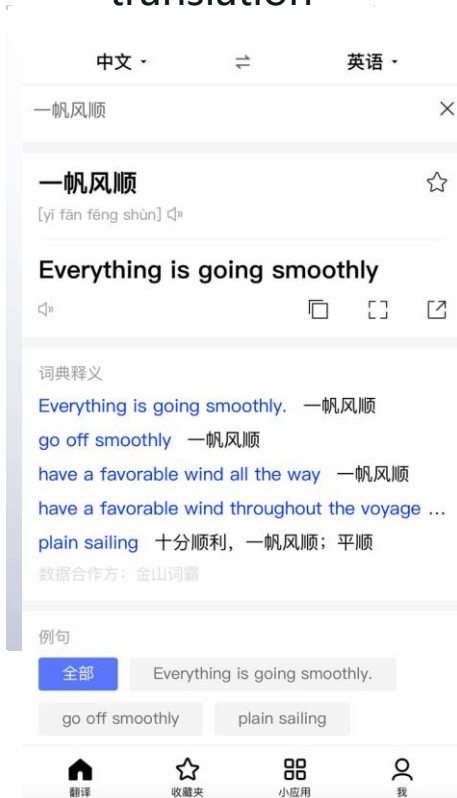 translation
中文 英语
一帆风顺
一帆风顺
[yī fān fēng shùn]
Everything is going smoothly
词典释义
Everything is going smoothly. 一帆风顺
go off smoothly 一帆风顺
have a favorable wind all the way 一帆风顺
have a favorable wind throughout the voyage ...
plain sailing 十分顺利，一帆风顺；平顺
数据合作方：金山词霸
例句
全部 Everything is going smoothly.
go off smoothly plain sailing
翻译 收藏夹 小应用 我